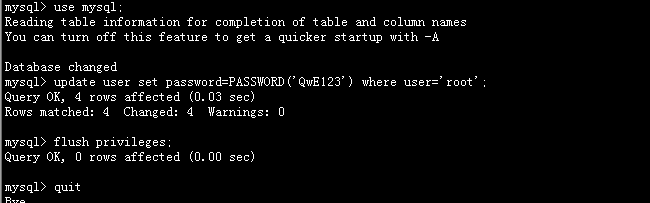 mysql> use mysql;
Reading table information for completion of table and column names
You can turn off this feature to get a quicker startup with -A
Database changed
mysql> update user set password=PASSWORD('QwE123') where user='root';
Query OK, 4 rows affected (0.03 sec)
Rows matched: 4  Changed: 4  Warnings: 0
mysql> flush privileges;
Query OK, 0 rows affected (0.00 sec)
mysql> quit
Bye